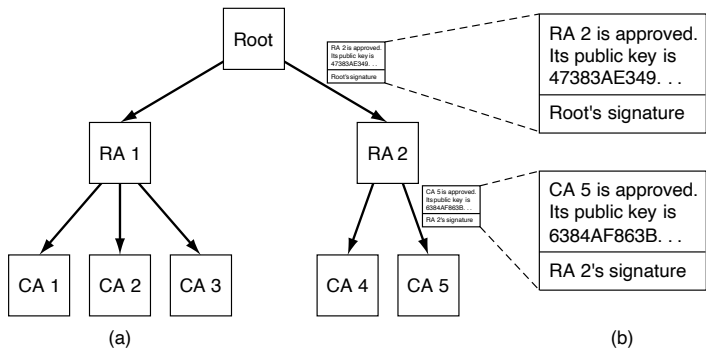 Root
RA 2 is approved.
Its public key is
47383AE349. . .
Root's signature
RA 2 is approved.
Its public key is
47383AE349. . .
Root's signature
RA 1
RA 2
CA 5 is approved.
Its public key is
6384AF863B. . .
RA 2's signature
CA 5 is approved.
Its public key is
6384AF863B. . .
RA 2's signature
CA 1
CA 2
CA 3
CA 4
CA 5
(a)
(b)